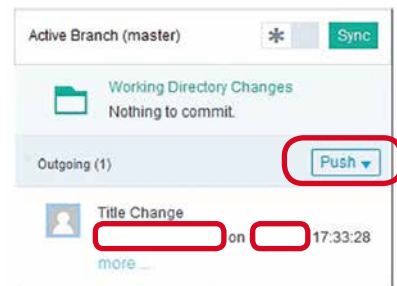 Active Branch (master)
Sync
Working Directory Changes
Nothing to commit.
Outgoing (1)
Push
Title Change
on 17:33:28
more ...